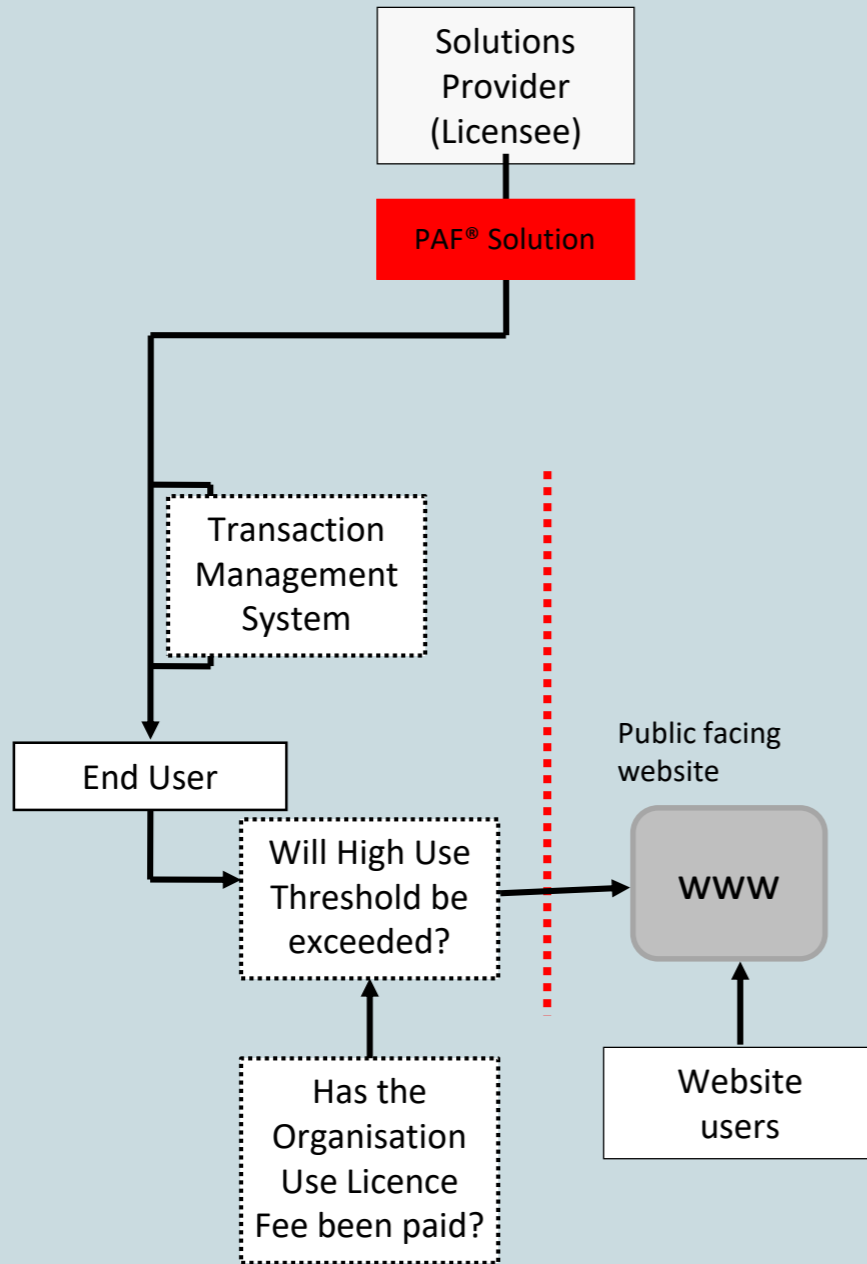 Solutions
Provider
(Licensee)
PAF® Solution
Transaction
Management
System
End User
Public facing
website
Will High Use
Threshold be
exceeded?
www
Has the
Organisation
Use Licence
Fee been paid?
Website
users